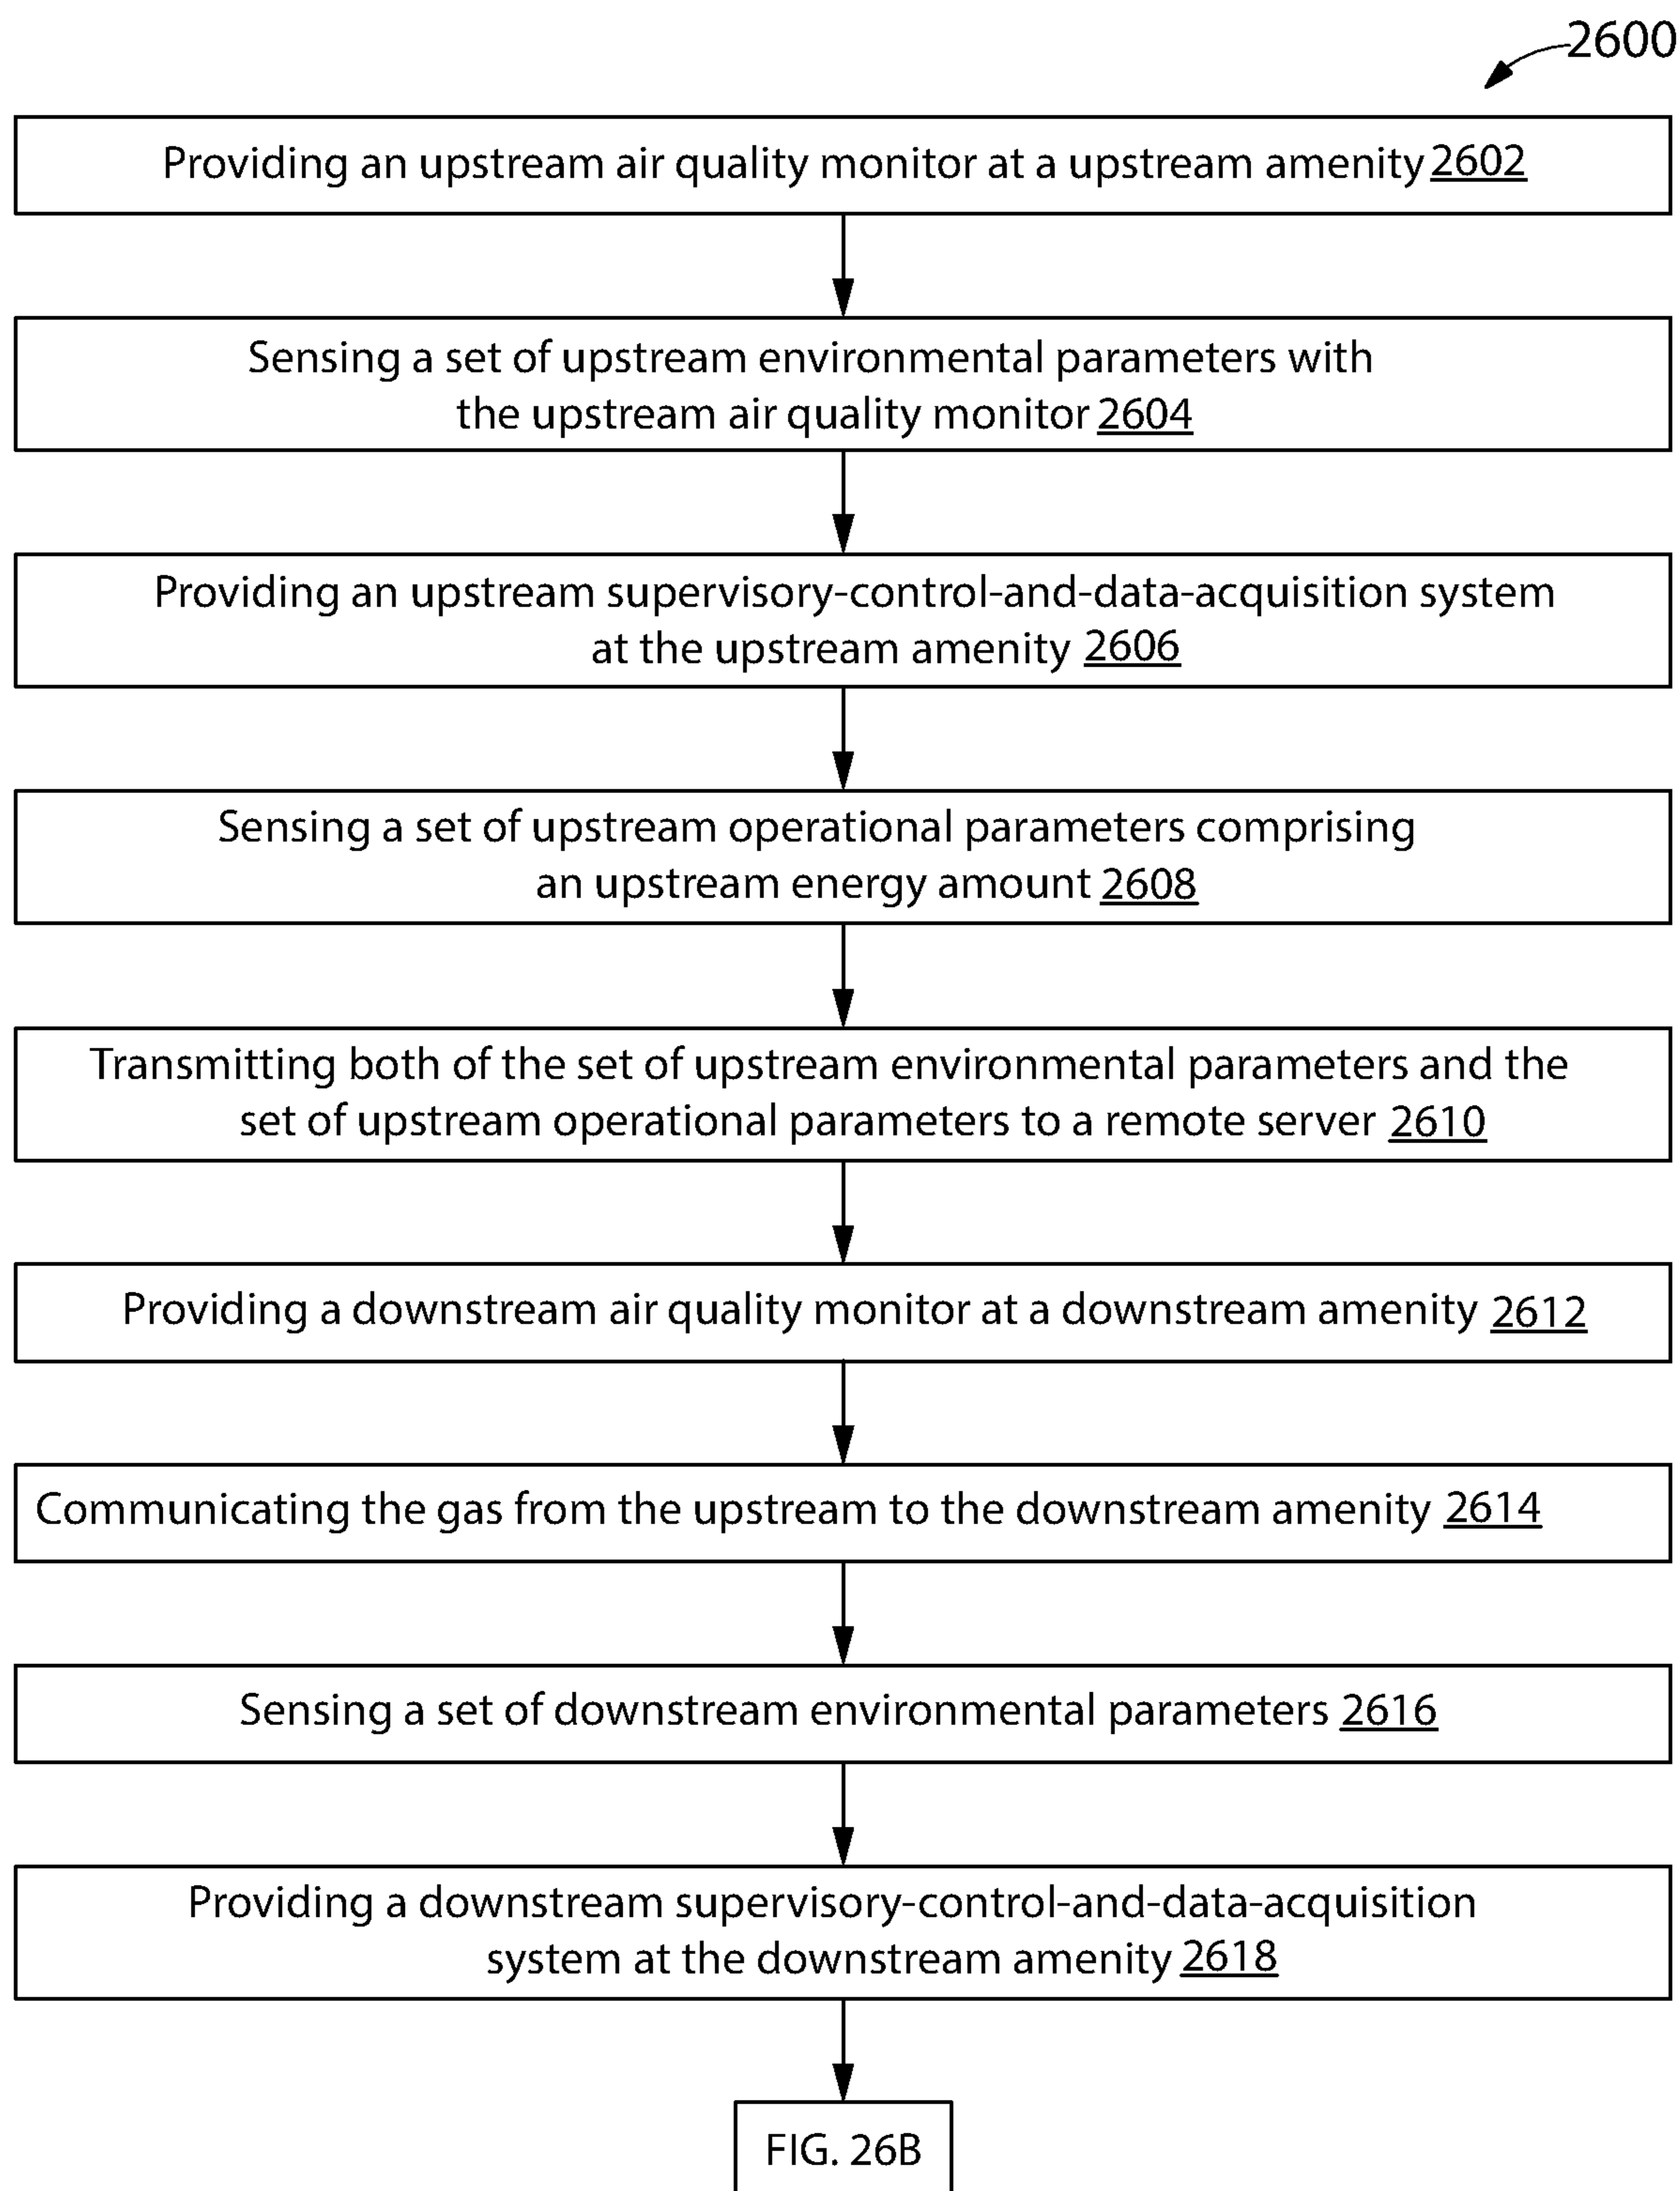 2600
Providing an upstream air quality monitor at a upstream amenity 2602
Sensing a set of upstream environmental parameters with
the upstream air quality monitor 2604
Providing an upstream supervisory-control-and-data-acquisition system
at the upstream amenity 2606
Sensing a set of upstream operational parameters comprising
an upstream energy amount 2608
Transmitting both of the set of upstream environmental parameters and the
set of upstream operational parameters to a remote server 2610
Providing a downstream air quality monitor at a downstream amenity 2612
Communicating the gas from the upstream to the downstream amenity 2614
Sensing a set of downstream environmental parameters 2616
Providing a downstream supervisory-control-and-data-acquisition
system at the downstream amenity 2618
FIG. 26B